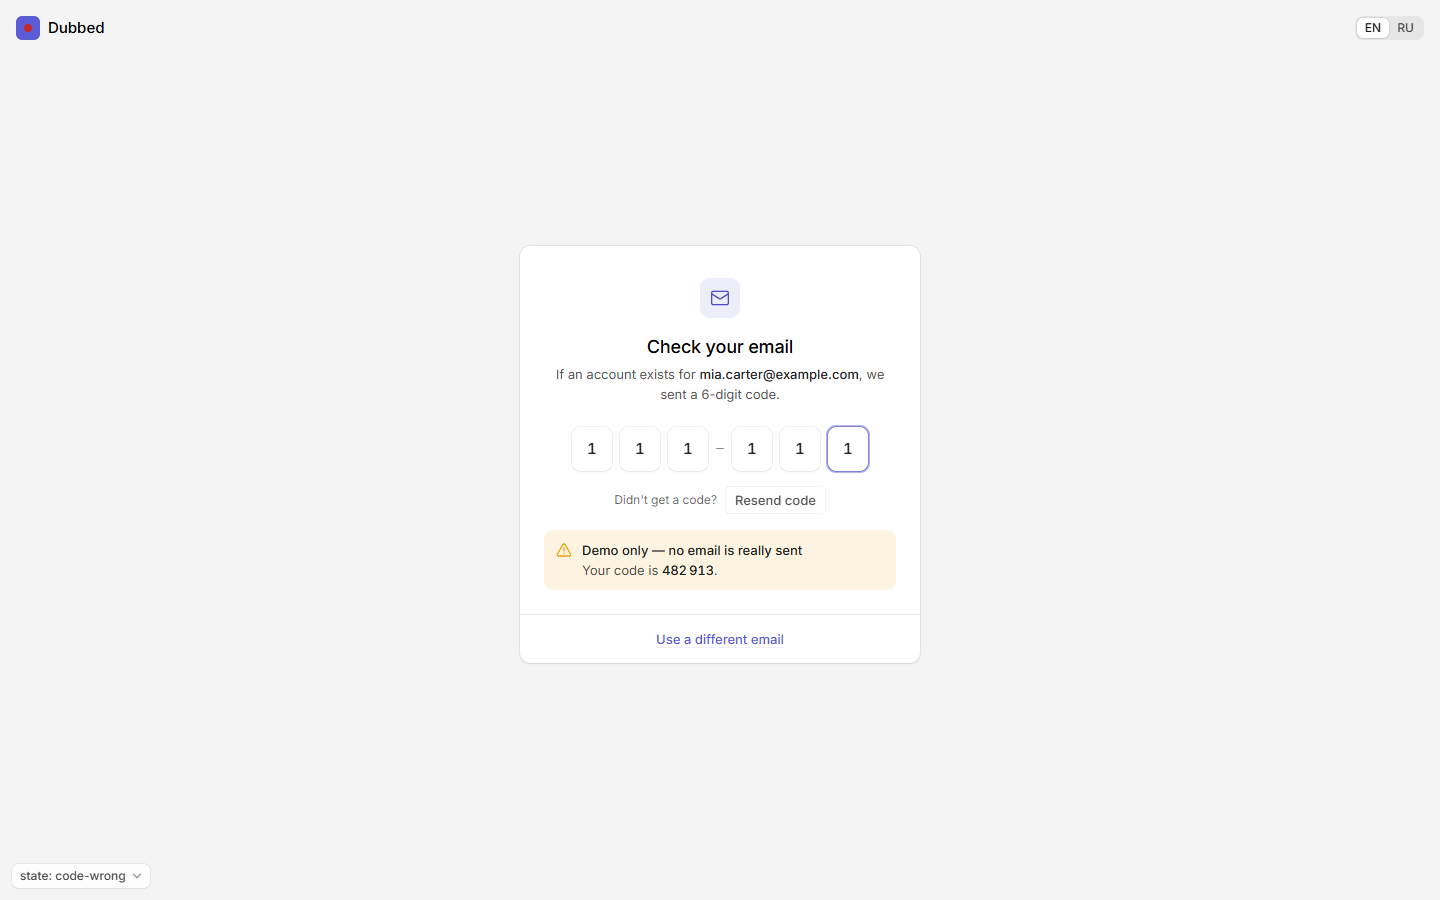 Dubbed
EN RU
Check your email
If an account exists for mia.carter@example.com, we
sent a 6-digit code.
1 1 1 – 1 1 1
Didn't get a code? Resend code
Demo only — no email is really sent
Your code is 482 913.
Use a different email
state: code-wrong